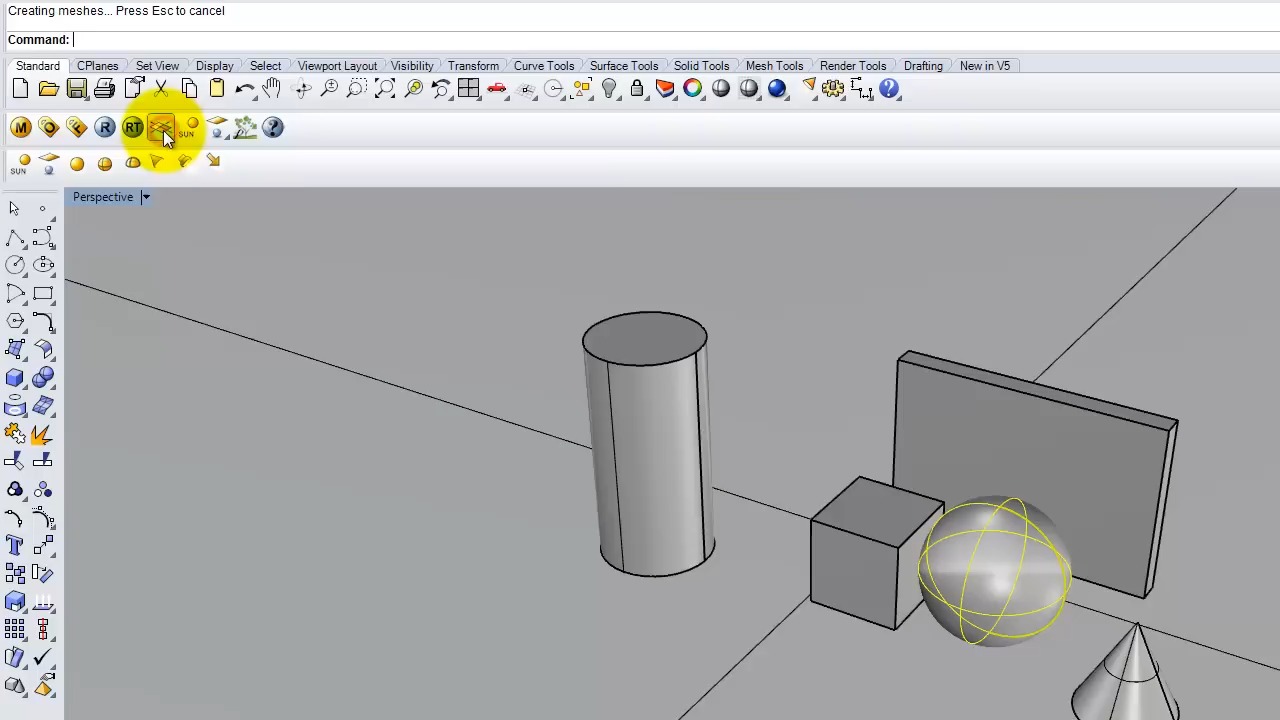 Creating meshes... Press Esc to cancel
Command:
Standard CPlanes Set View Display Select Viewport Layout Visibility Transform Curve Tools Surface Tools Solid Tools Mesh Tools Render Tools Drafting New in V5
M O F R RT SUN ?
SUN
Perspective